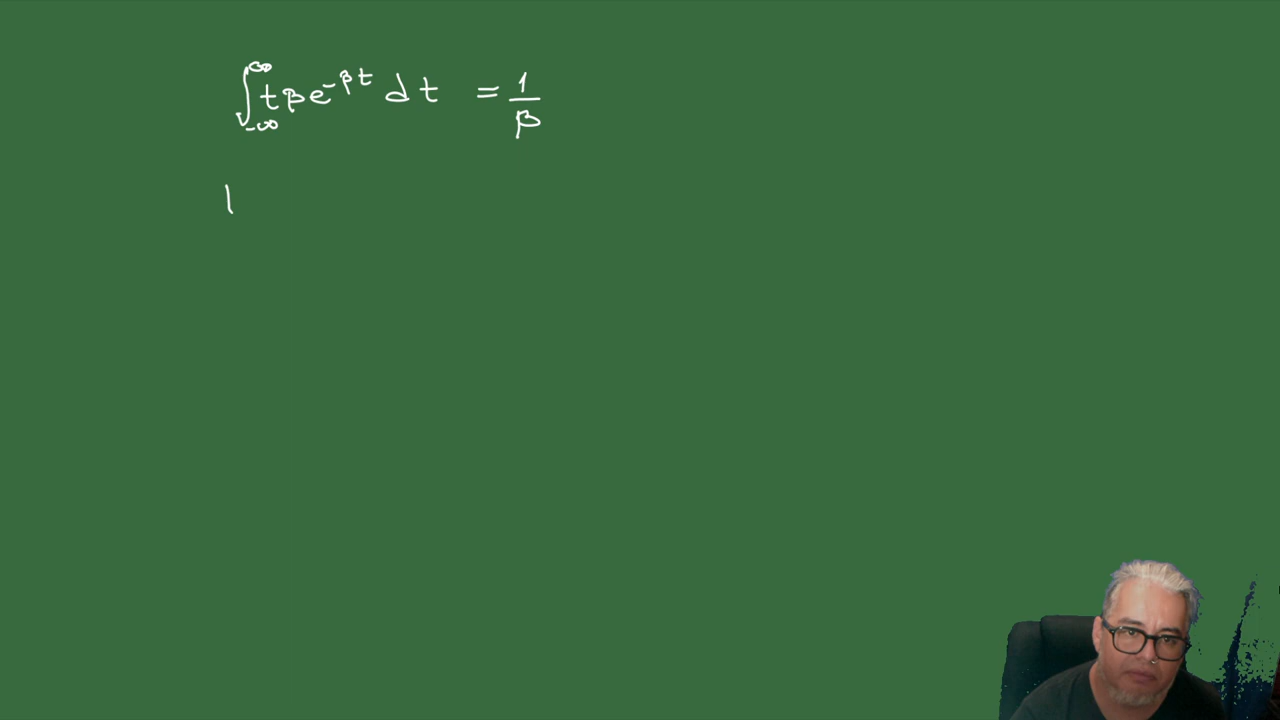 ∫_{-∞}^{∞} tβe^{-βt} dt = 1/β